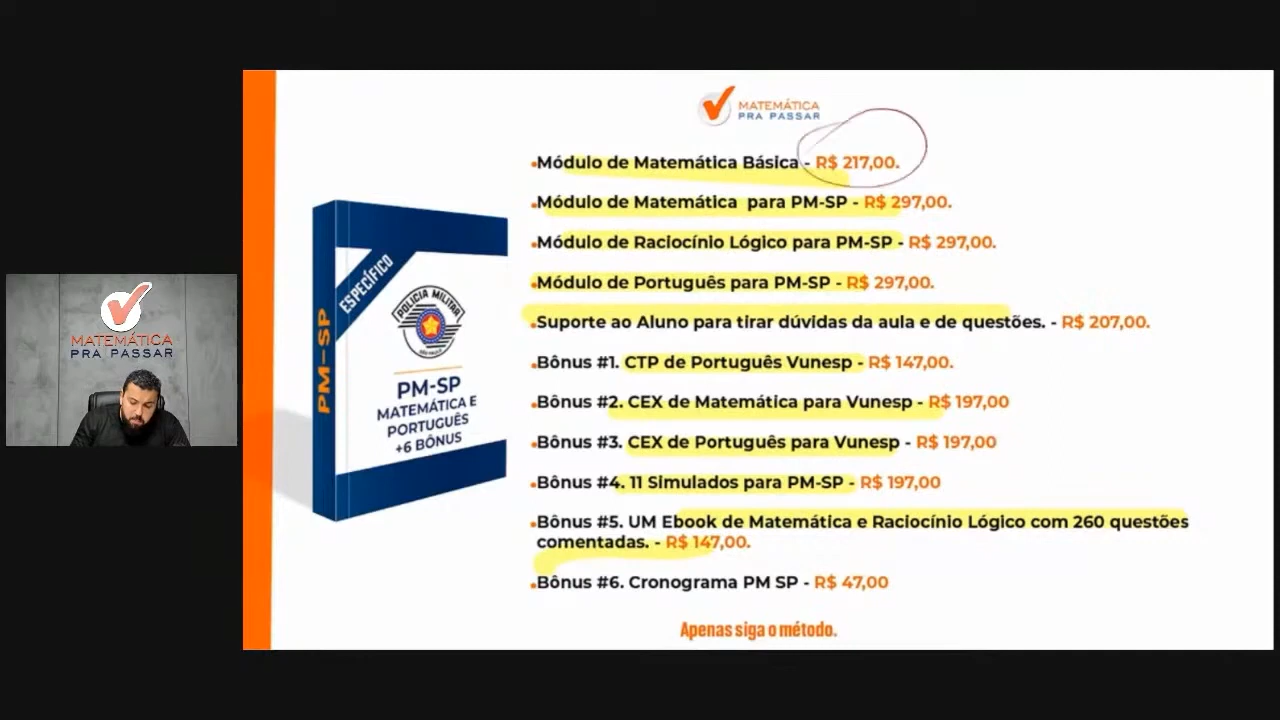 MATEMÁTICA
PRA PASSAR
•Módulo de Matemática Básica - R$ 217,00.
•Módulo de Matemática para PM-SP - R$ 297,00.
•Módulo de Raciocínio Lógico para PM-SP - R$ 297,00.
•Módulo de Português para PM-SP - R$ 297,00.
•Suporte ao Aluno para tirar dúvidas da aula e de questões. - R$ 207,00.
•Bônus #1. CTP de Português Vunesp - R$ 147,00.
•Bônus #2. CEX de Matemática para Vunesp - R$ 197,00
•Bônus #3. CEX de Português para Vunesp - R$ 197,00
•Bônus #4. 11 Simulados para PM-SP - R$ 197,00
•Bônus #5. UM Ebook de Matemática e Raciocínio Lógico com 260 questões
comentadas. - R$ 147,00.
•Bônus #6. Cronograma PM SP - R$ 47,00
Apenas siga o método.
PM-SP
ESPECÍFICO
POLÍCIA MILITAR
SÃO PAULO
PM-SP
MATEMÁTICA E
PORTUGUÊS
+6 BÔNUS
MATEMÁTICA
PRA PASSAR